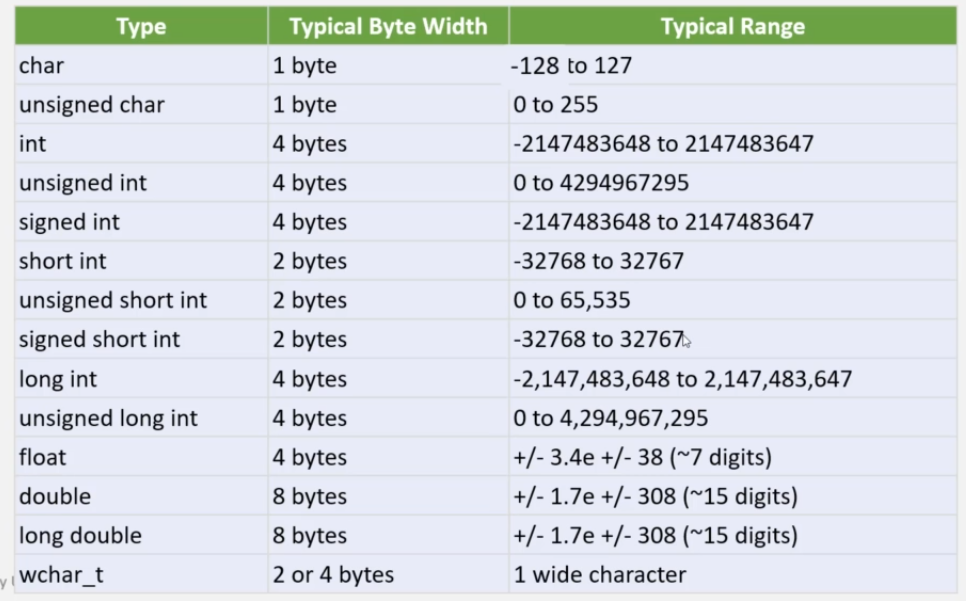 Type Typical Byte Width Typical Range
char 1 byte -128 to 127
unsigned char 1 byte 0 to 255
int 4 bytes -2147483648 to 2147483647
unsigned int 4 bytes 0 to 4294967295
signed int 4 bytes -2147483648 to 2147483647
short int 2 bytes -32768 to 32767
unsigned short int 2 bytes 0 to 65,535
signed short int 2 bytes -32768 to 32767
long int 4 bytes -2,147,483,648 to 2,147,483,647
unsigned long int 4 bytes 0 to 4,294,967,295
float 4 bytes +/- 3.4e +/- 38 (~7 digits)
double 8 bytes +/- 1.7e +/- 308 (~15 digits)
long double 8 bytes +/- 1.7e +/- 308 (~15 digits)
wchar_t 2 or 4 bytes 1 wide character